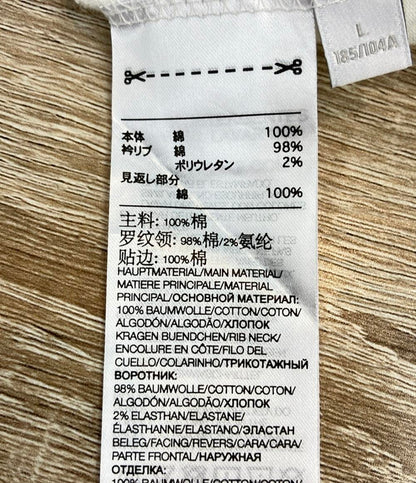 L
185/104A
本体 綿 100%
衿リブ 綿 98%
ポリウレタン 2%
見返し部分
綿 100%
主料: 100%棉
罗纹领: 98%棉/2%氨纶
贴边: 100%棉
HAUPTMATERIAL/MAIN MATERIAL/
MATIERE PRINCIPALE/MATERIAL
PRINCIPAL/ОСНОВНОЙ МАТЕРИАЛ:
100% BAUMWOLLE/COTTON/COTON/
ALGODÓN/ALGODÃO/ХЛОПОК
KRAGEN BUENDCHEN/RIB NECK/
ENCOLURE EN CÔTE/FILO DEL
CUELLO/COLARINHO/ТРИКОТАЖНЫЙ
ВОРОТНИК:
98% BAUMWOLLE/COTTON/COTON/
ALGODÓN/ALGODÃO/ХЛОПОК
2% ELASTHAN/ELASTANE/
ÉLASTHANNE/ELASTANO/ЭЛАСТАН
BELEG/FACING/REVERS/CARA/CARA/
PARTE FRONTAL/НАРУЖНАЯ
ОТДЕЛКА:
100% BAUMWOLLE/COTTON/COTON/